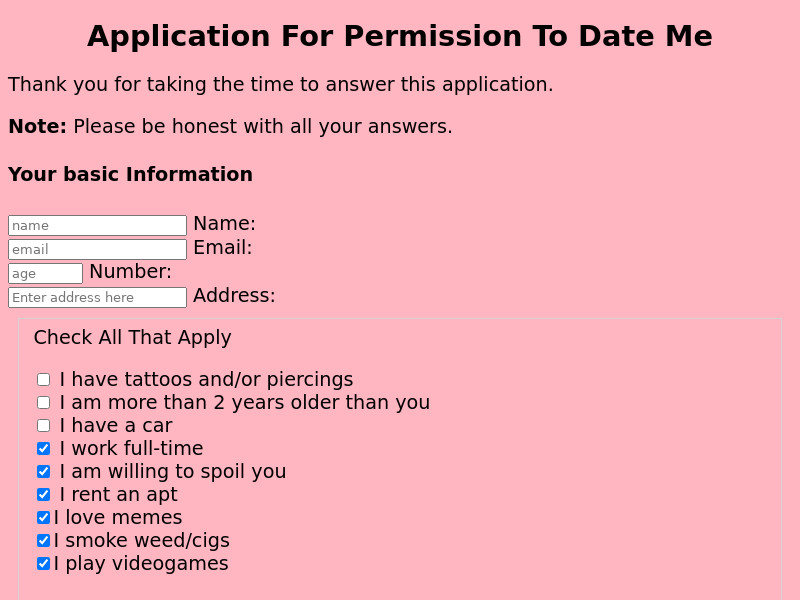 Application For Permission To Date Me
Thank you for taking the time to answer this application.
Note: Please be honest with all your answers.
Your basic Information
name Name:
email Email:
age Number:
Enter address here Address:
Check All That Apply
I have tattoos and/or piercings
I am more than 2 years older than you
I have a car
I work full-time
I am willing to spoil you
I rent an apt
I love memes
I smoke weed/cigs
I play videogames